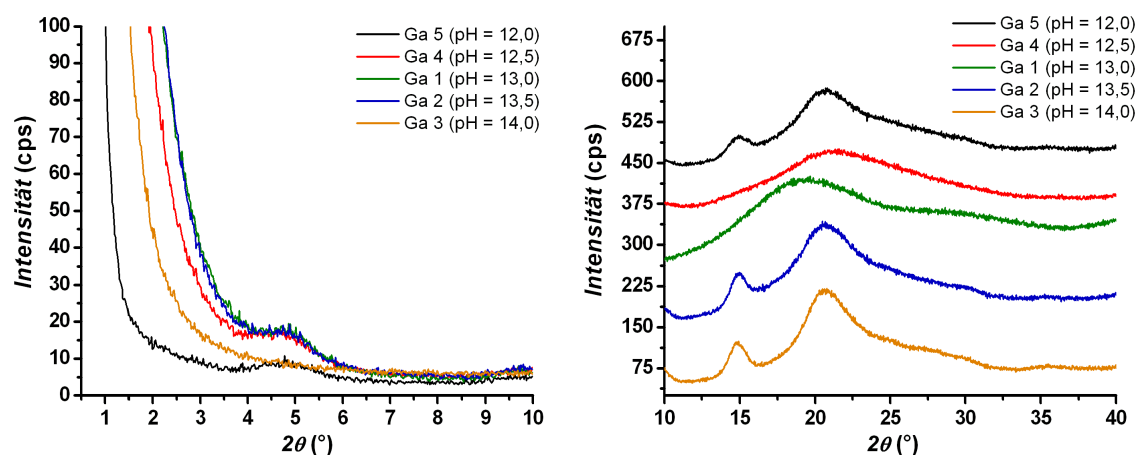 100
90
80
70
60
50
40
30
20
10
0
Intensität (cps)
1 2 3 4 5 6 7 8 9 10
2θ (°)
Ga 5 (pH = 12,0)
Ga 4 (pH = 12,5)
Ga 1 (pH = 13,0)
Ga 2 (pH = 13,5)
Ga 3 (pH = 14,0)
675
600
525
450
375
300
225
150
75
Intensität (cps)
10 15 20 25 30 35 40
2θ (°)
Ga 5 (pH = 12,0)
Ga 4 (pH = 12,5)
Ga 1 (pH = 13,0)
Ga 2 (pH = 13,5)
Ga 3 (pH = 14,0)